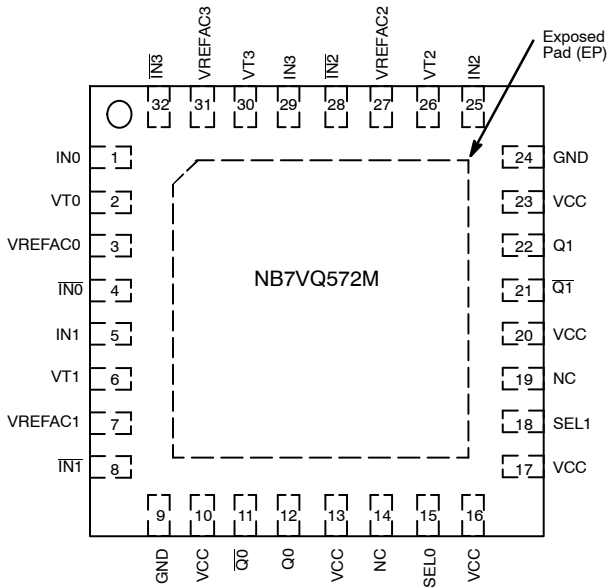 IN3 VREFAC3 VT3 IN3 IN2 VREFAC2 VT2 IN2
Exposed
Pad (EP)
32 31 30 29 28 27 26 25
IN0 1 24 GND
VT0 2 23 VCC
VREFAC0 3 22 Q1
IN0 4 21 Q1
IN1 5 20 VCC
VT1 6 19 NC
VREFAC1 7 18 SEL1
IN1 8 17 VCC
NB7VQ572M
9 10 11 12 13 14 15 16
GND VCC Q0 Q0 VCC NC SEL0 VCC